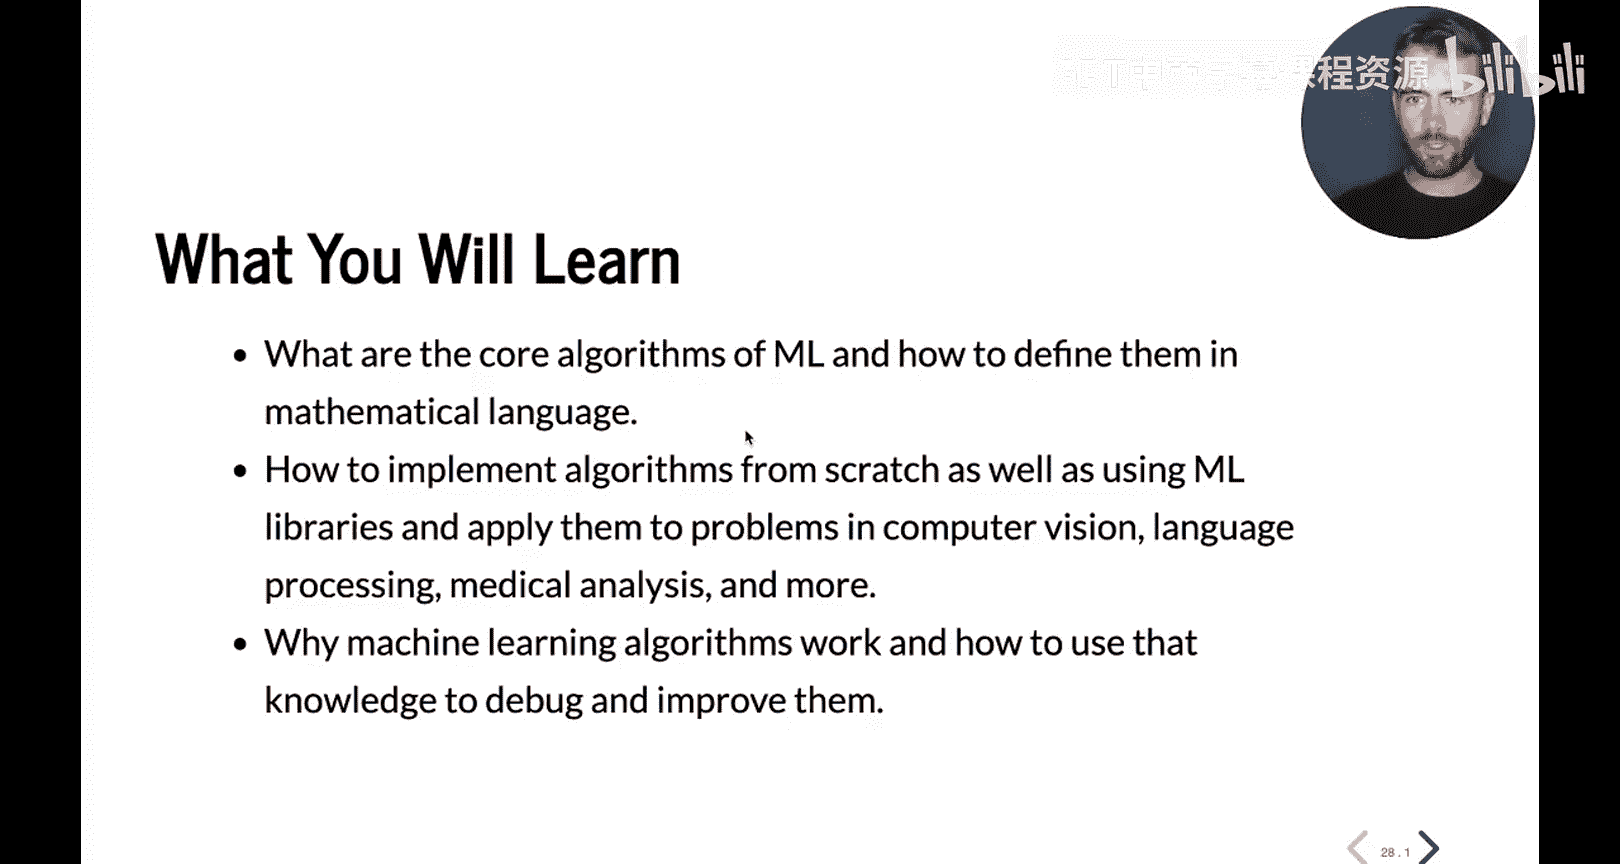 程资源
bilibili
What You Will Learn
• What are the core algorithms of ML and how to define them in
mathematical language.
• How to implement algorithms from scratch as well as using ML
libraries and apply them to problems in computer vision, language
processing, medical analysis, and more.
• Why machine learning algorithms work and how to use that
knowledge to debug and improve them.
28.1